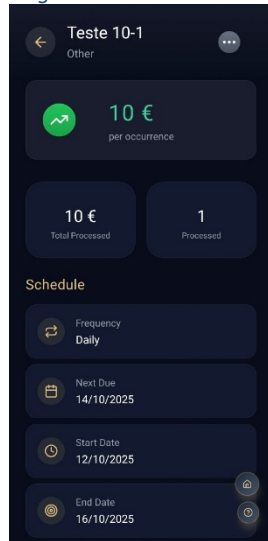 Teste 10-1
Other
10 €
per occurrence
10 €
Total Processed
1
Processed
Schedule
Frequency
Daily
Next Due
14/10/2025
Start Date
12/10/2025
End Date
16/10/2025